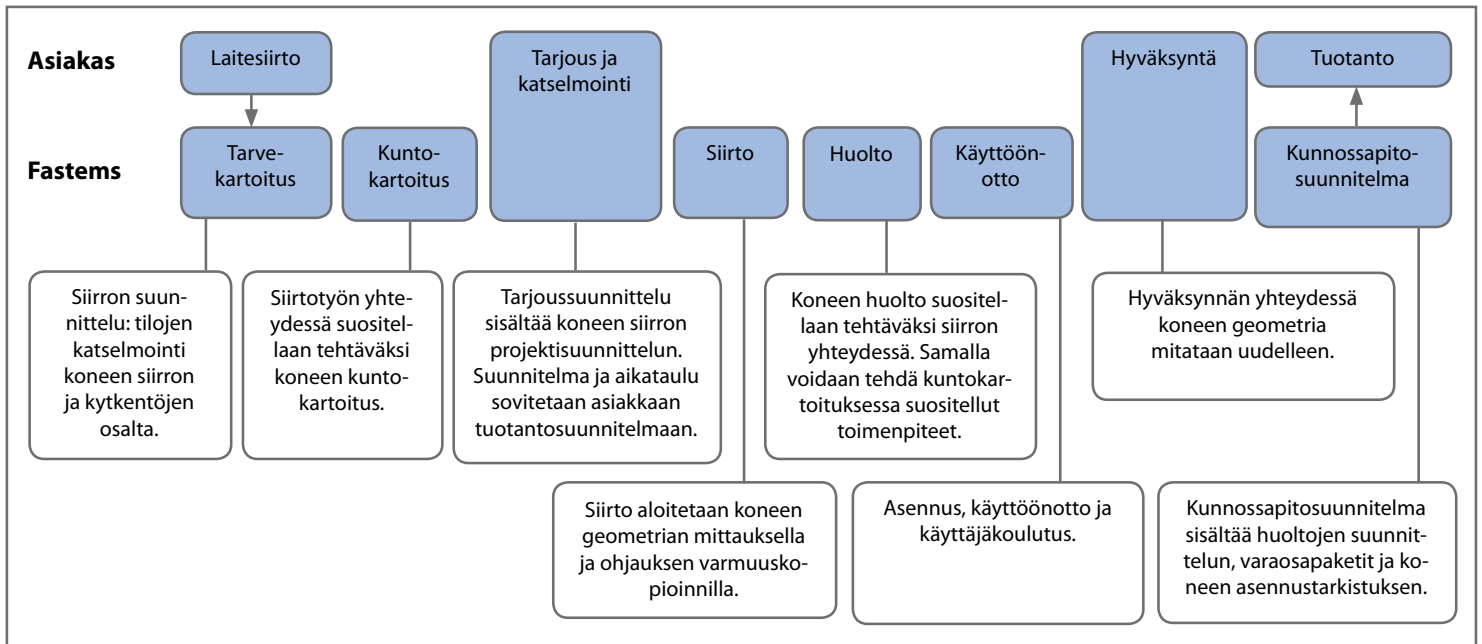 Asiakas
Laitesiirto
Tarjous ja
katselmointi
Hyväksyntä
Tuotanto
Fastems
Tarve-
kartoitus
Kunto-
kartoitus
Siirto
Huolto
Käyttöön-
otto
Kunnossapito-
suunnitelma
Siirron suun-
nittelu: tilojen
katselmointi
koneen siirron
ja kytkentöjen
osalta.
Siirtotyön yhte-
ydessä suositel-
laan tehtäväksi
koneen kunto-
kartoitus.
Tarjoussuunnittelu
sisältää koneen siirron
projektisuunnittelun.
Suunnitelma ja aikataulu
sovitetaan asiakkaan
tuotantosuunnitelmaan.
Koneen huolto suositel-
laan tehtäväksi siirron
yhteydessä. Samalla
voidaan tehdä kuntokar-
toituksessa suositellut
toimenpiteet.
Hyväksynnän yhteydessä
koneen geometria
mitataan uudelleen.
Siirto aloitetaan koneen
geometrian mittauksella
ja ohjauksen varmuusko-
pioinnilla.
Asennus, käyttöönotto ja
käyttäjäkoulutus.
Kunnossapitosuunnitelma
sisältää huoltojen suunnit-
telun, varaosapaketit ja ko-
neen asennustarkistuksen.